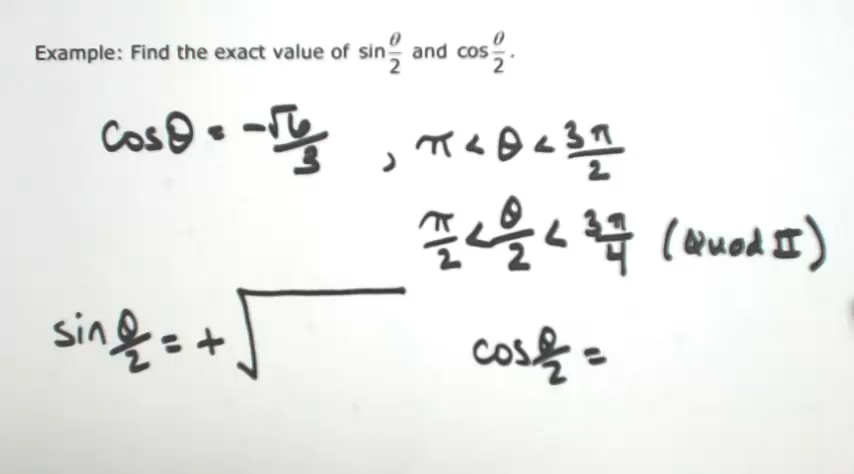 Example: Find the exact value of sin θ/2 and cos θ/2.
cosθ = -√6/3 , π < θ < 3π/2
π/2 < θ/2 < 3π/4 (Quad II)
sin θ/2 = + √
cos θ/2 =